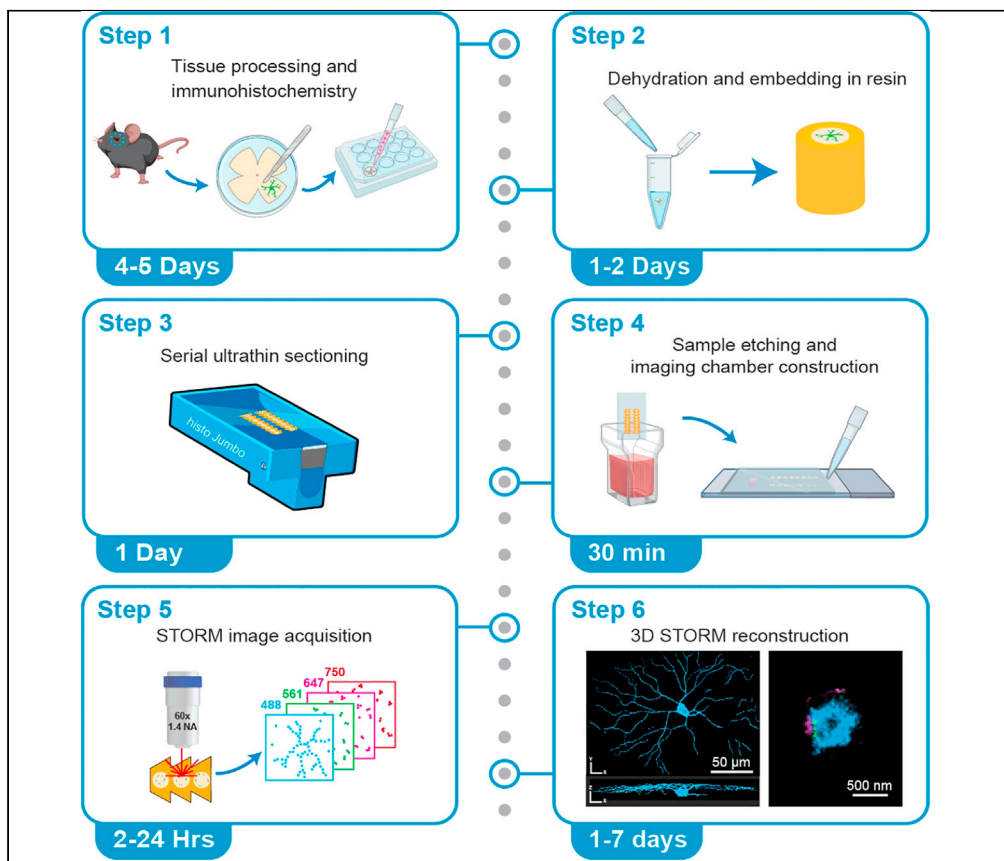 Step 1
Tissue processing and
immunohistochemistry
4-5 Days
Step 2
Dehydration and embedding in resin
1-2 Days
Step 3
Serial ultrathin sectioning
histo Jumbo
1 Day
Step 4
Sample etching and
imaging chamber construction
30 min
Step 5
STORM image acquisition
60x
1.4 NA
750
647
561
488
2-24 Hrs
Step 6
3D STORM reconstruction
Y
X
50 µm
Z
X
500 nm
1-7 days